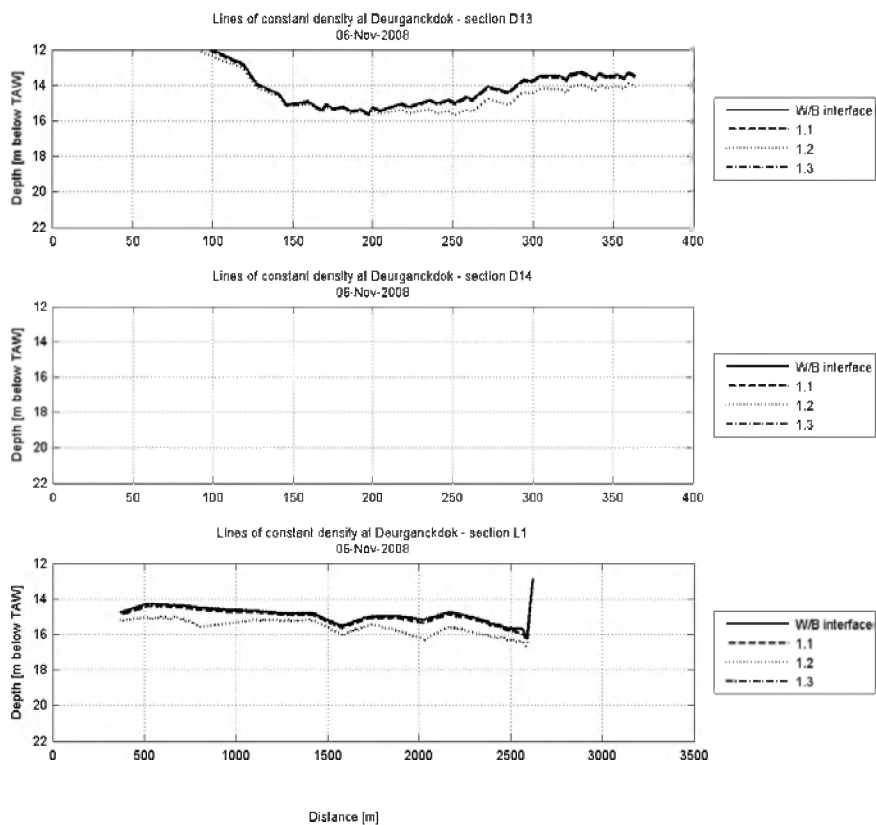 Lines of constant density at Deurganckdok - section D13
06-Nov-2008
Depth [m below TAW]
12
14
16
18
20
22
0 50 100 150 200 250 300 350 400
W/B interface
1.1
1.2
1.3
Lines of constant density at Deurganckdok - section D14
06-Nov-2008
Depth [m below TAW]
12
14
16
18
20
22
0 50 100 150 200 250 300 350 400
W/B interface
1.1
1.2
1.3
Lines of constant density at Deurganckdok - section L1
06-Nov-2008
Depth [m below TAW]
12
14
16
18
20
22
0 500 1000 1500 2000 2500 3000 3500
W/B interface
1.1
1.2
1.3
Distance [m]